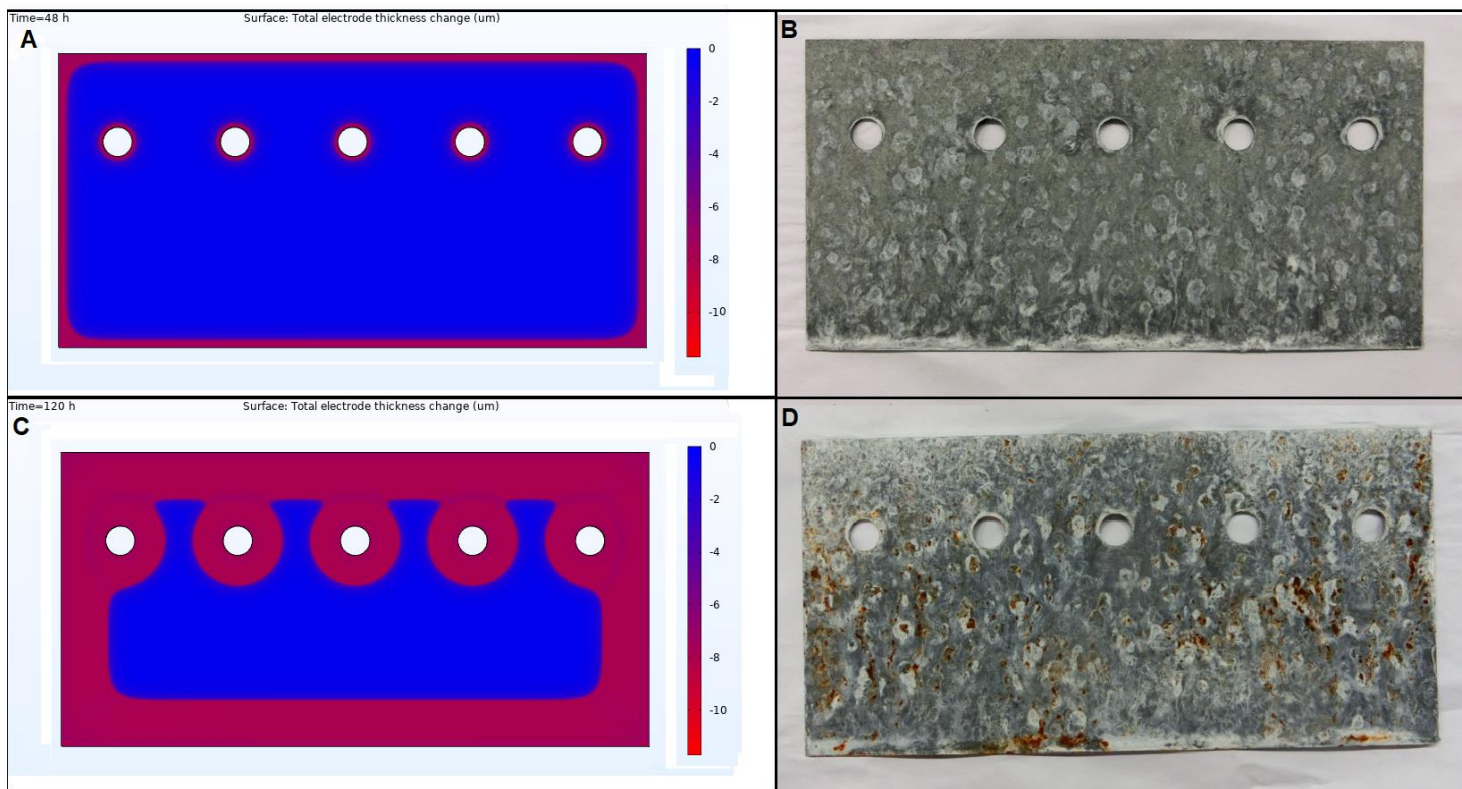 Time=48 h Surface: Total electrode thickness change (um)
A
0
-2
-4
-6
-8
-10
B
Time=120 h Surface: Total electrode thickness change (um)
C
0
-2
-4
-6
-8
-10
D